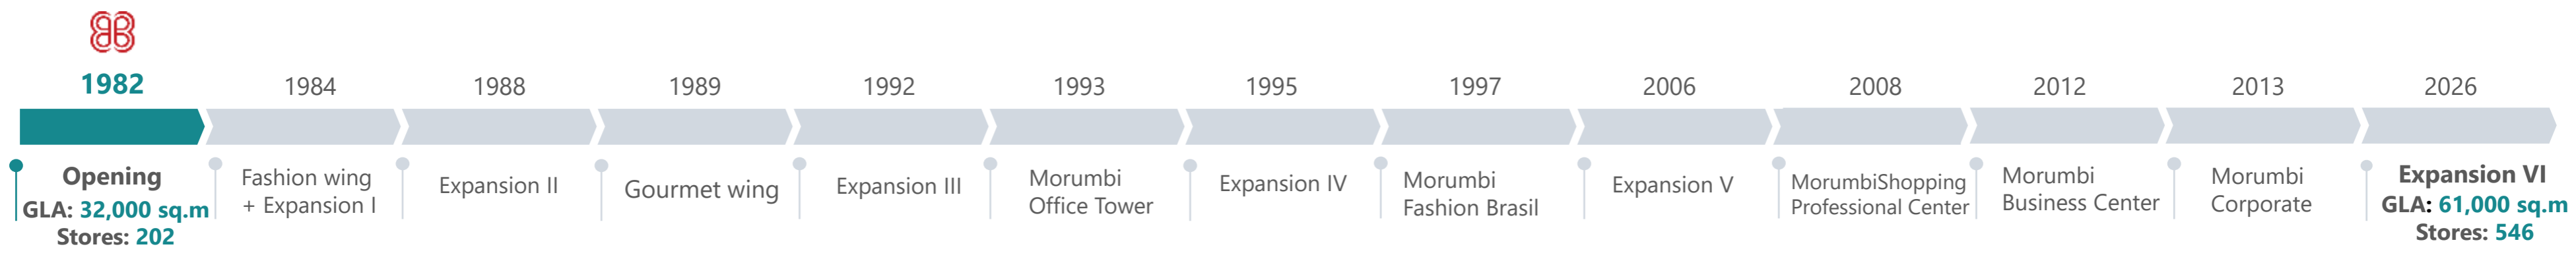 1982
Opening
GLA: 32,000 sq.m
Stores: 202
1984
Fashion wing
+ Expansion I
1988
Expansion II
1989
Gourmet wing
1992
Expansion III
1993
Morumbi
Office Tower
1995
Expansion IV
1997
Morumbi
Fashion Brasil
2006
Expansion V
2008
MorumbiShopping
Professional Center
2012
Morumbi
Business Center
2013
Morumbi
Corporate
2026
Expansion VI
GLA: 61,000 sq.m
Stores: 546